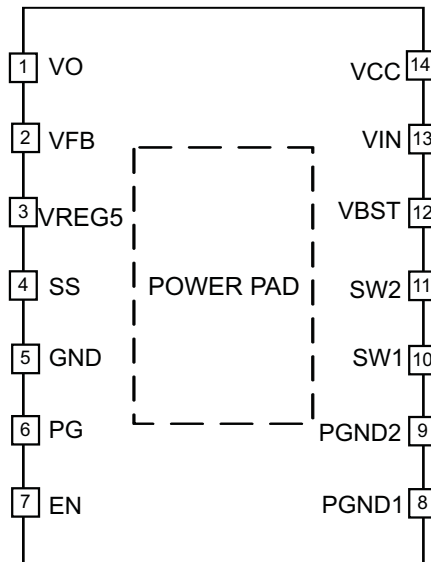 1 VO
2 VFB
3 VREG5
4 SS
5 GND
6 PG
7 EN
POWER PAD
VCC 14
VIN 13
VBST 12
SW2 11
SW1 10
PGND2 9
PGND1 8